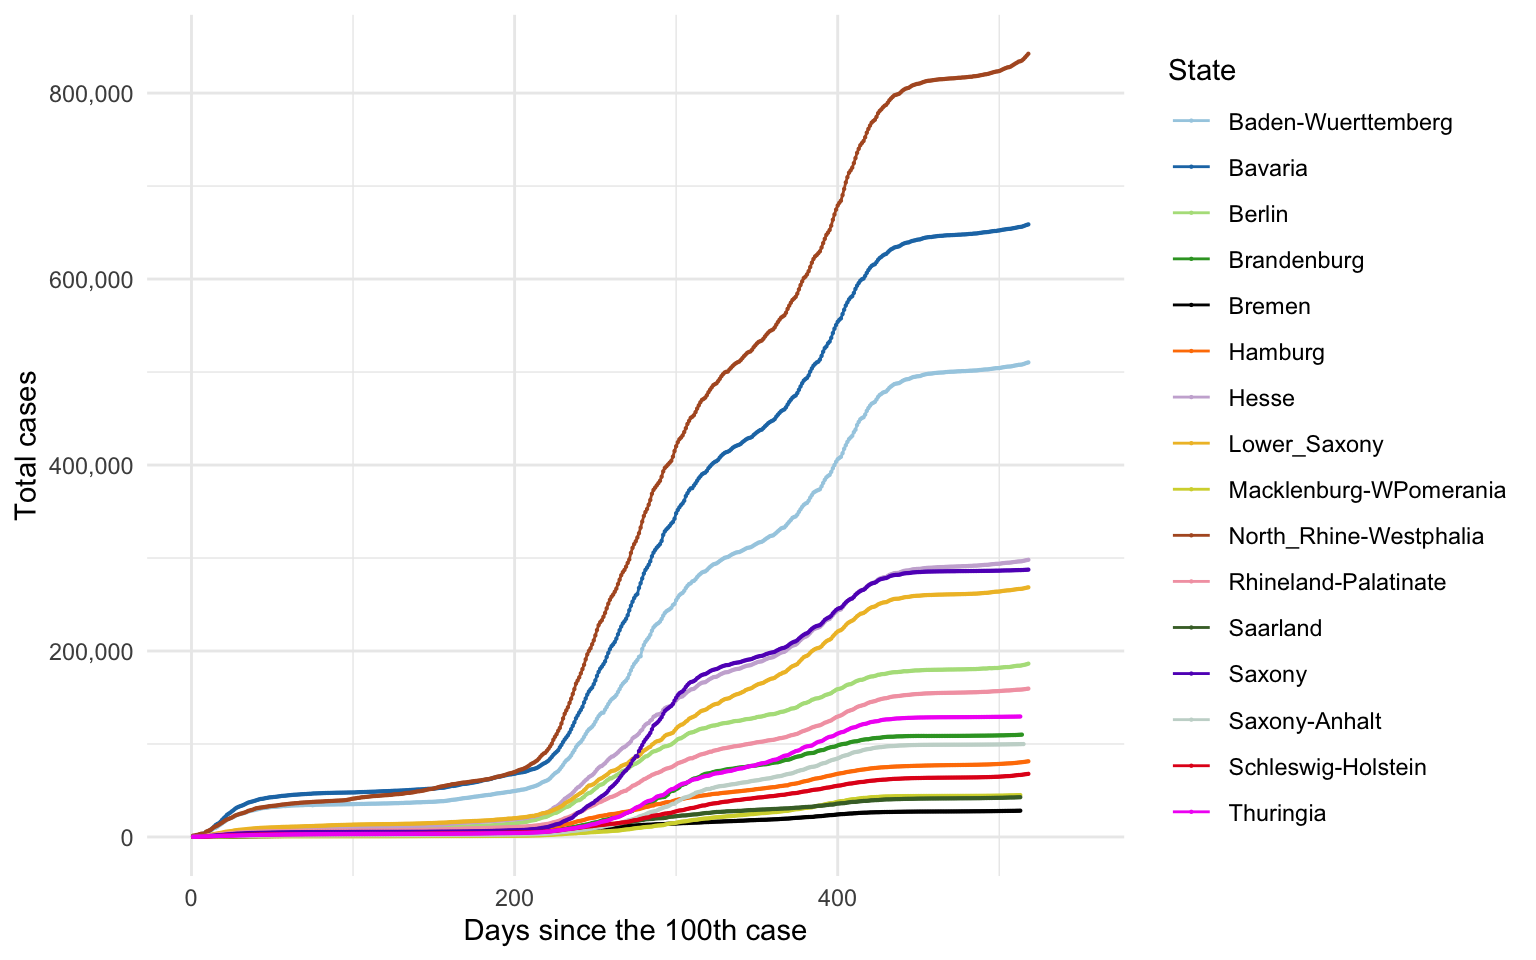 State
Baden-Wuerttemberg
Bavaria
Berlin
Brandenburg
Bremen
Hamburg
Hesse
Lower_Saxony
Macklenburg-WPomerania
North_Rhine-Westphalia
Rhineland-Palatinate
Saarland
Saxony
Saxony-Anhalt
Schleswig-Holstein
Thuringia
Total cases
800,000
600,000
400,000
200,000
0
0 200 400
Days since the 100th case